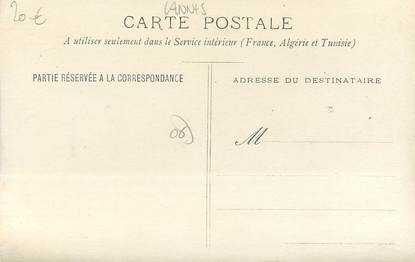 20€
CANNES
CARTE POSTALE
A utiliser seulement dans le Service intérieur (France, Algérie et Tunisie)
PARTIE RÉSERVÉE A LA CORRESPONDANCE
ADRESSE DU DESTINATAIRE
06
M